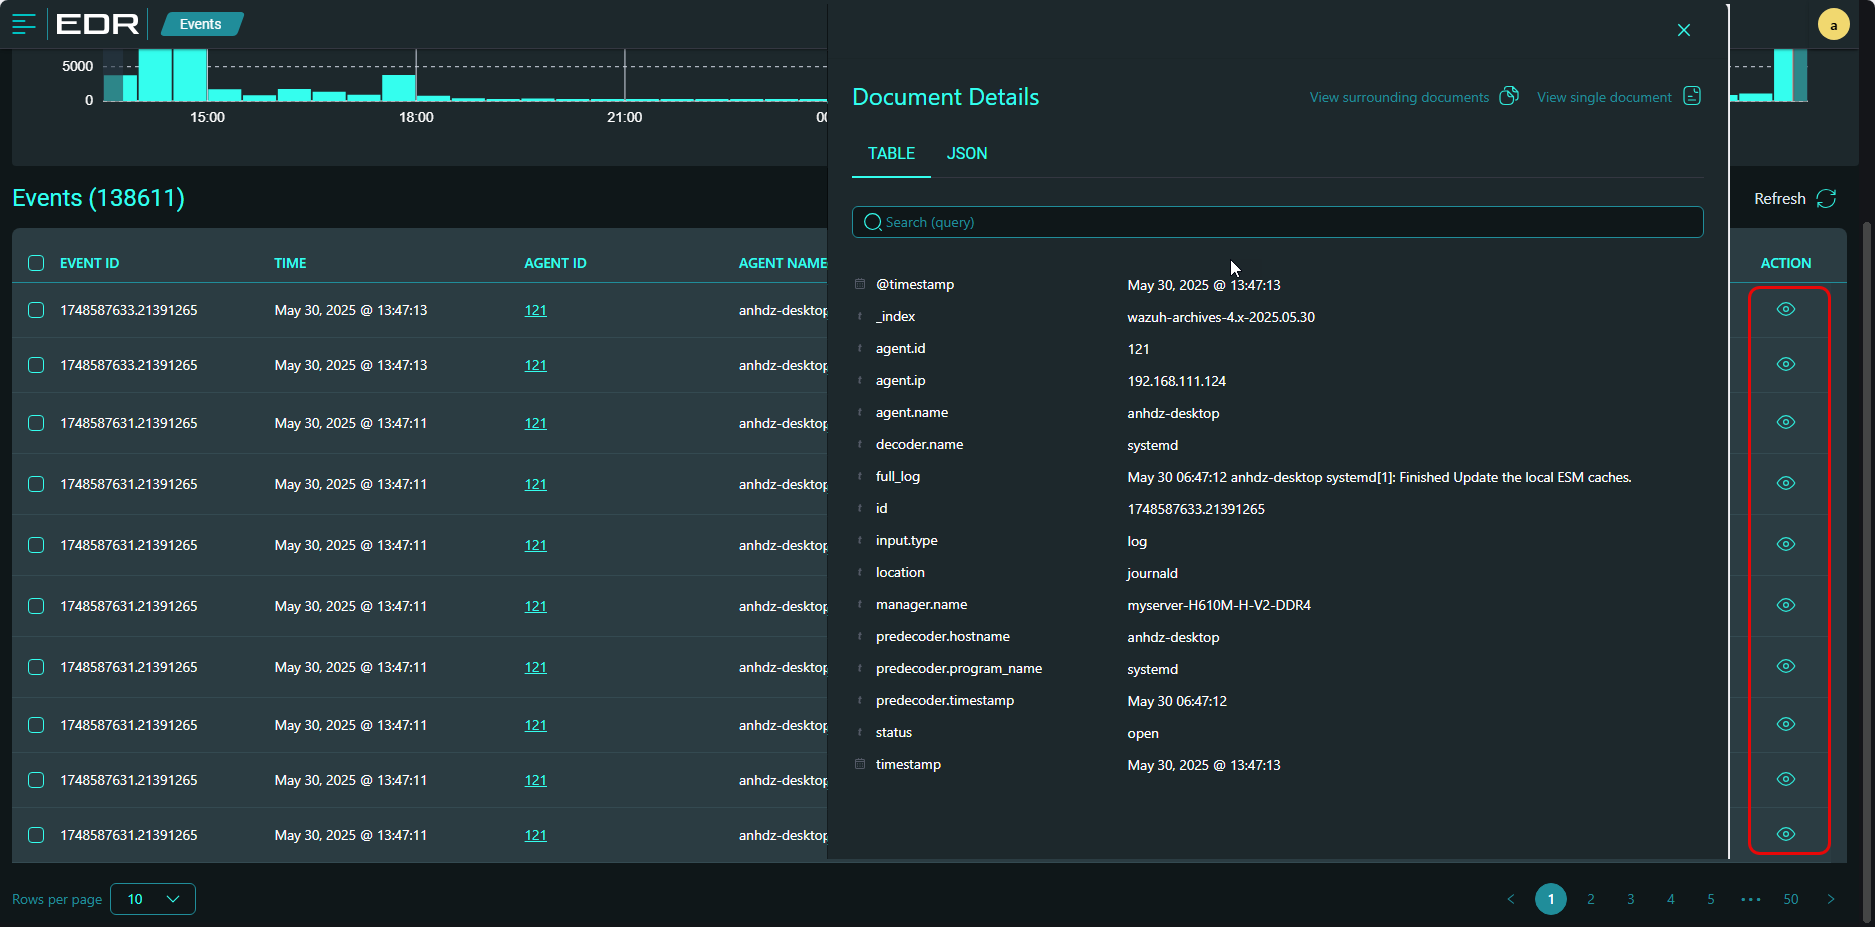 EDR
Events
a
5000
0
15:00
18:00
21:00
00
Events (138611)
Refresh
EVENT ID TIME AGENT ID AGENT NAME ACTION
1748587633.21391265 May 30, 2025 @ 13:47:13 121 anhdz-desktop
1748587633.21391265 May 30, 2025 @ 13:47:13 121 anhdz-desktop
1748587631.21391265 May 30, 2025 @ 13:47:11 121 anhdz-desktop
1748587631.21391265 May 30, 2025 @ 13:47:11 121 anhdz-desktop
1748587631.21391265 May 30, 2025 @ 13:47:11 121 anhdz-desktop
1748587631.21391265 May 30, 2025 @ 13:47:11 121 anhdz-desktop
1748587631.21391265 May 30, 2025 @ 13:47:11 121 anhdz-desktop
1748587631.21391265 May 30, 2025 @ 13:47:11 121 anhdz-desktop
1748587631.21391265 May 30, 2025 @ 13:47:11 121 anhdz-desktop
1748587631.21391265 May 30, 2025 @ 13:47:11 121 anhdz-desktop
Rows per page 10
1 2 3 4 5 ••• 50
Document Details
View surrounding documents
View single document
TABLE JSON
Search (query)
@timestamp May 30, 2025 @ 13:47:13
t _index wazuh-archives-4.x-2025.05.30
t agent.id 121
t agent.ip 192.168.111.124
t agent.name anhdz-desktop
t decoder.name systemd
t full_log May 30 06:47:12 anhdz-desktop systemd[1]: Finished Update the local ESM caches.
t id 1748587633.21391265
t input.type log
t location journald
t manager.name myserver-H610M-H-V2-DDR4
t predecoder.hostname anhdz-desktop
t predecoder.program_name systemd
t predecoder.timestamp May 30 06:47:12
t status open
timestamp May 30, 2025 @ 13:47:13